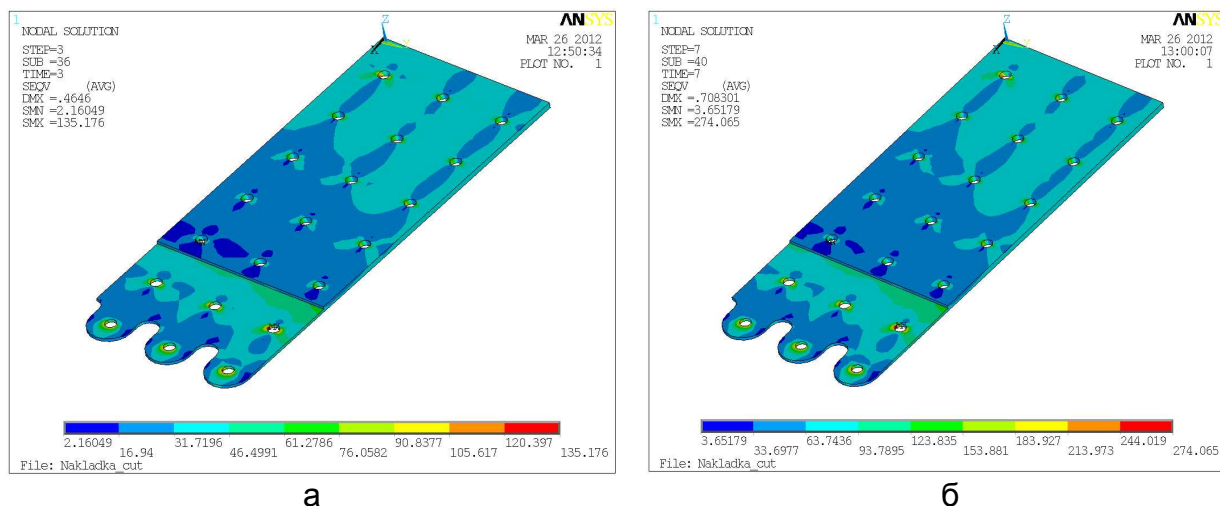 1
NODAL SOLUTION
STEP=3
SUB =36
TIME=3
SEQV (AVG)
DMX =.4646
SMN =2.16049
SMX =135.176
ANSYS
MAR 26 2012
12:50:34
PLOT NO. 1
Z
X
Y
2.16049 31.7196 61.2786 90.8377 120.397
16.94 46.4991 76.0582 105.617 135.176
File: Nakladka_cut
а
1
NODAL SOLUTION
STEP=7
SUB =40
TIME=7
SEQV (AVG)
DMX =.708301
SMN =3.65179
SMX =274.065
ANSYS
MAR 26 2012
13:00:07
PLOT NO. 1
Z
X
Y
3.65179 63.7436 123.835 183.927 244.019
33.6977 93.7895 153.881 213.973 274.065
File: Nakladka_cut
б